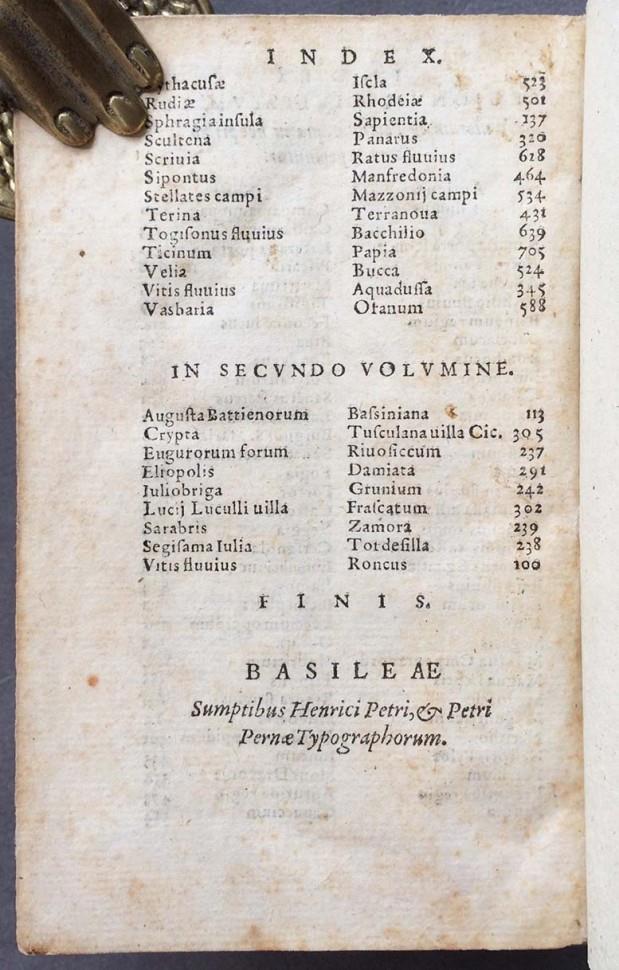 INDEX.
ythacuſæ Iſcla 523
Rudiæ Rhodeiæ 501
Sphragia inſula Sapientia 137
Scultena Panarus 320
Scriuia Ratus fluuius 628
Sipontus Manfredonia 464
Stellates campi Mazzonij campi 534
Terina Terranoua 431
Togiſonus fluuius Bacchilio 639
Ticinum Papia 705
Velia Bucca 524
Vitis fluuius Aquaduſſa 345
Vasbaria Otanum 588
IN SECVNDO VOLVMINE.
Auguſta Battienorum Baſsiniana 113
Crypta Tuſculana uilla Cic. 305
Eugurorum forum Riuoſiccum 237
Eliopolis Damiata 291
Iuliobriga Grunium 242
Lucij Luculli uilla Fraſcatum 302
Sarabris Zamora 239
Segiſama Iulia Tordeſilla 238
Vitis fluuius Roncus 100
FINIS.
BASILEAE
Sumptibus Henrici Petri, & Petri
Pernæ Typographorum.